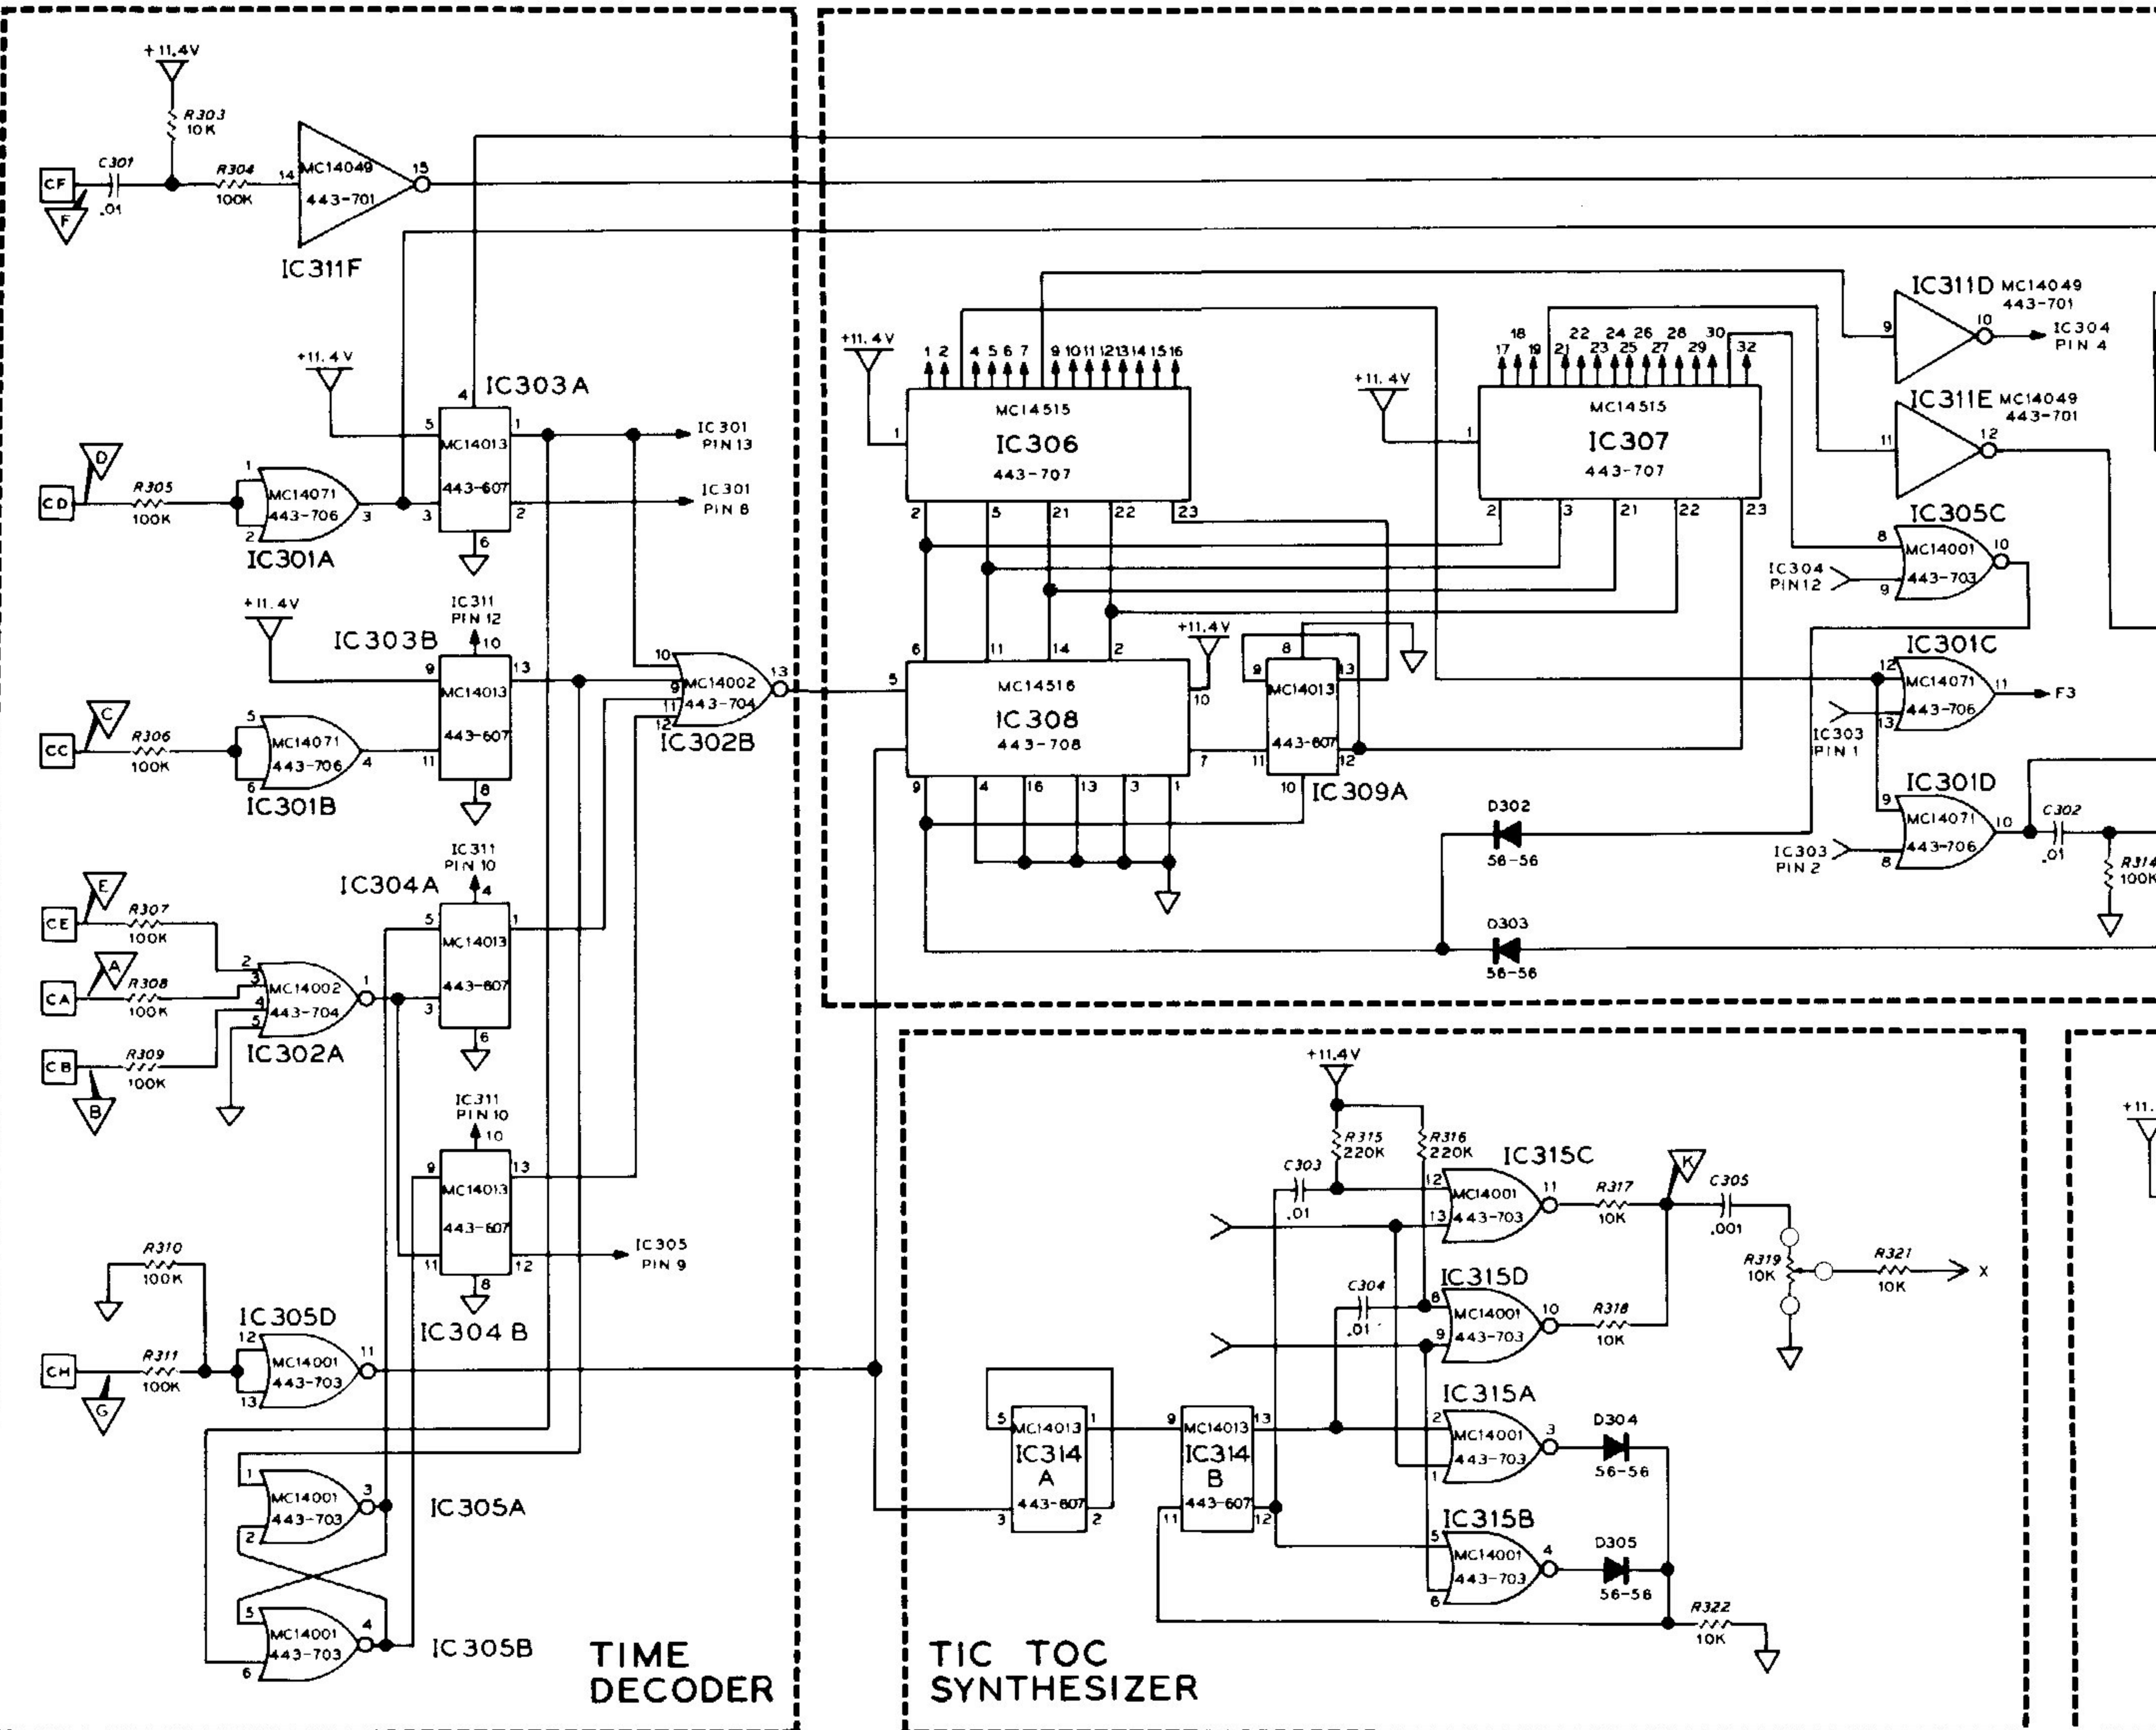 +11.4V
R303
10K
CF
F
C301
.01
R304
100K
14
MC14049
443-701
15
IC311F
+11.4V
4
IC303A
5
MC14013
1
443-607
3
2
6
IC301
PIN 13
IC301
PIN 8
D
CD
R305
100K
1
MC14071
443-706
2
3
IC301A
+11.4V
IC311
PIN 12
10
IC303B
9
13
MC14013
443-607
11
8
C
CC
R306
100K
5
MC14071
443-706
6
4
IC301B
10
9
11
12
MC14002
443-704
13
IC302B
IC311
PIN 10
4
IC304A
5
1
MC14013
443-607
3
6
E
CE
R307
100K
A
CA
R308
100K
CB
R309
100K
B
2
3
4
5
MC14002
443-704
1
IC302A
IC311
PIN 10
10
9
13
MC14013
443-607
11
12
8
IC305
PIN 9
IC304B
R310
100K
IC305D
CH
R311
100K
G
12
MC14001
443-703
13
11
1
MC14001
443-703
2
3
IC305A
5
MC14001
443-703
6
4
IC305B
TIME
DECODER
+11.4V
1 2 4 5 6 7 9 10 11 12 13 14 15 16
MC14515
IC306
443-707
1
2 5 21 22 23
+11.4V
17 18 19 21 22 23 24 25 26 27 28 29 30 32
MC14515
IC307
443-707
1
2 3 21 22 23
IC311D
MC14049
443-701
9
10
IC304
PIN 4
IC311E
MC14049
443-701
11
12
IC305C
8
MC14001
443-703
9
10
IC304
PIN 12
6 11 14 2
5
MC14516
IC308
443-708
+11.4V
10
7
9 4 16 13 3 1
8
9
13
MC14013
443-607
11
12
10
IC309A
IC301C
12
MC14071
443-706
13
11
F3
IC303
PIN 1
IC301D
9
MC14071
443-706
8
10
IC303
PIN 2
C302
.01
R314
100K
D302
56-56
D303
56-56
+11.4V
R315
220K
R316
220K
C303
.01
IC315C
12
MC14001
443-703
13
11
R317
10K
K
C305
.001
R319
10K
R321
10K
X
C304
.01
IC315D
8
MC14001
443-703
9
10
R318
10K
IC315A
2
MC14001
443-703
1
3
D304
56-56
IC315B
5
MC14001
443-703
6
4
D305
56-56
R322
10K
5
MC14013
1
IC314
A
443-607
3
2
9
MC14013
13
IC314
B
443-607
11
12
TIC TOC
SYNTHESIZER
+11.